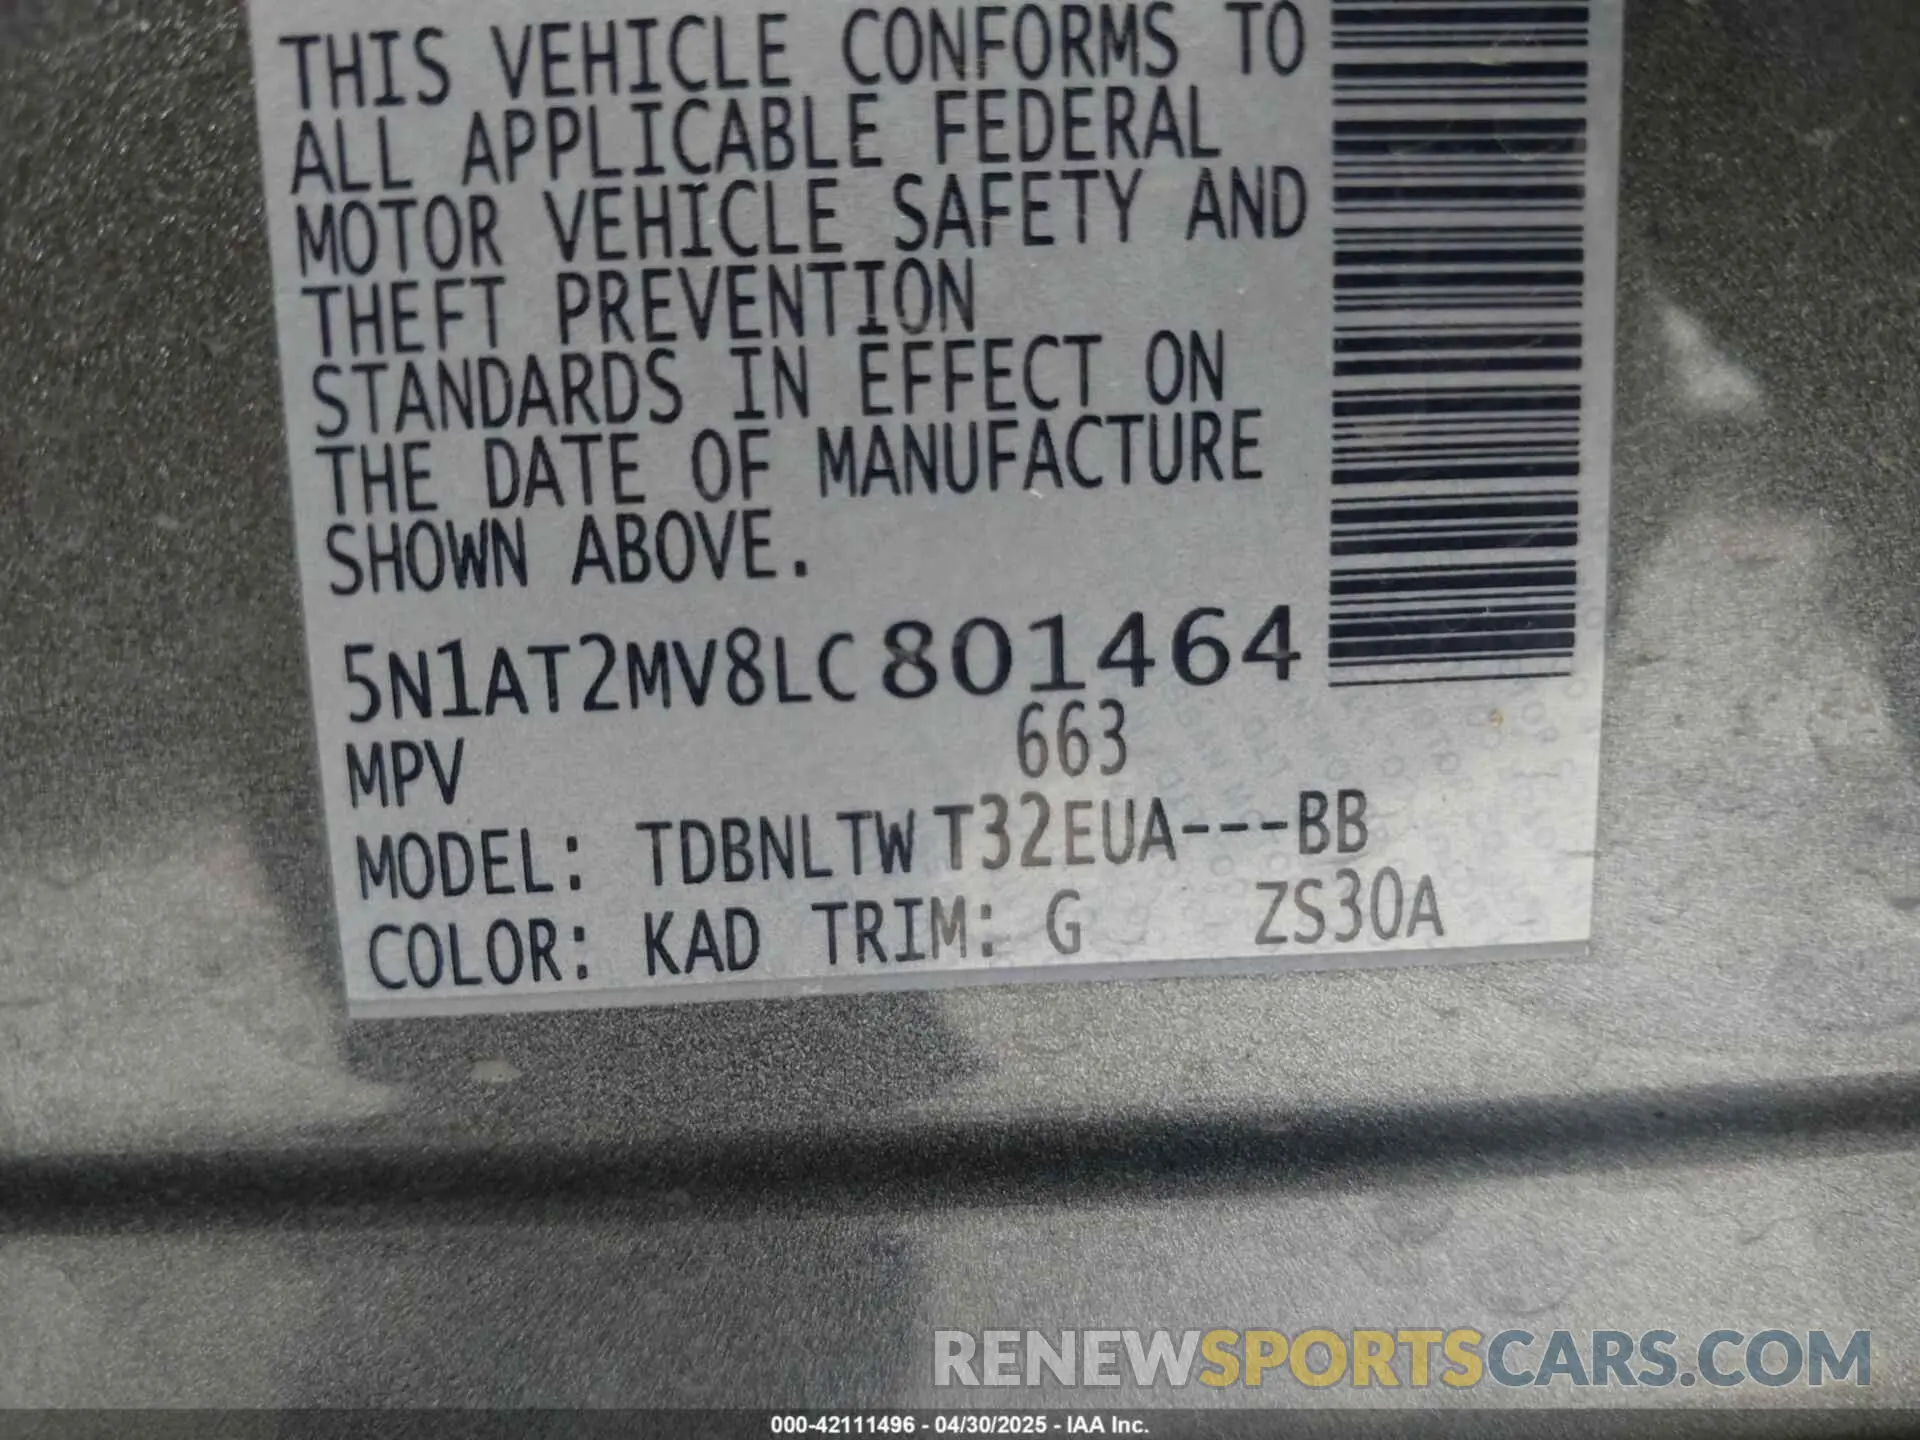 THIS VEHICLE CONFORMS TO
ALL APPLICABLE FEDERAL
MOTOR VEHICLE SAFETY AND
THEFT PREVENTION
STANDARDS IN EFFECT ON
THE DATE OF MANUFACTURE
SHOWN ABOVE.
5N1AT2MV8LC801464
MPV 663
MODEL: TDBNLTWT32EUA---BB
COLOR: KAD TRIM: G ZS30A
RENEWSPORTSCARS.COM
000-42111496 - 04/30/2025 - IAA Inc.